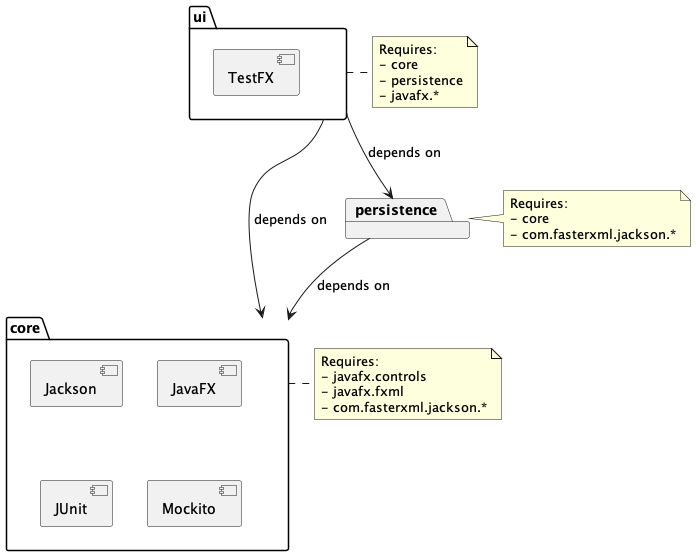 ui
TestFX
Requires:
- core
- persistence
- javafx.*
depends on
persistence
Requires:
- core
- com.fasterxml.jackson.*
depends on
depends on
core
Jackson
JavaFX
JUnit
Mockito
Requires:
- javafx.controls
- javafx.fxml
- com.fasterxml.jackson.*